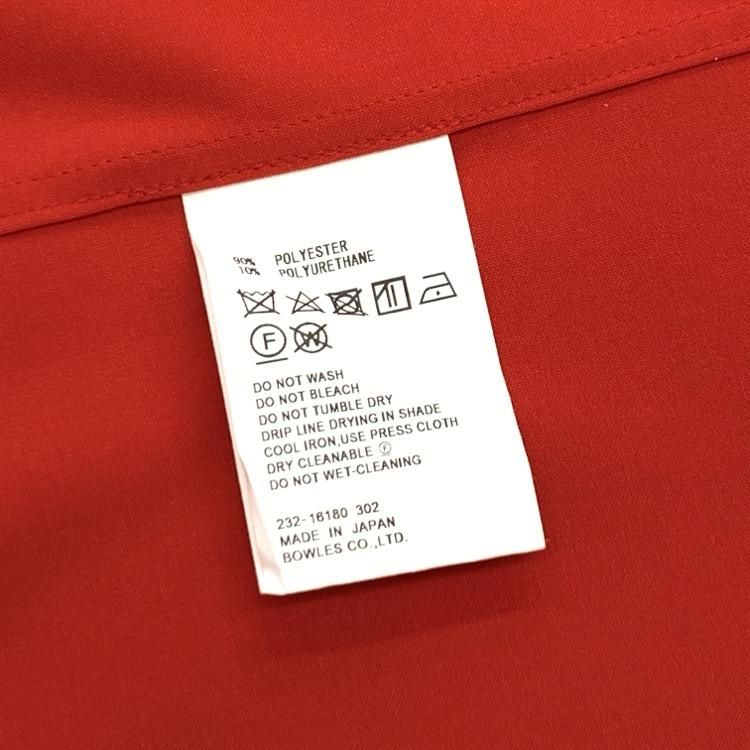 90% POLYESTER
10% POLYURETHANE
F W
DO NOT WASH
DO NOT BLEACH
DO NOT TUMBLE DRY
DRIP LINE DRYING IN SHADE
COOL IRON,USE PRESS CLOTH
DRY CLEANABLE Ⓕ
DO NOT WET-CLEANING
232-16180 302
MADE IN JAPAN
BOWLES CO.,LTD.